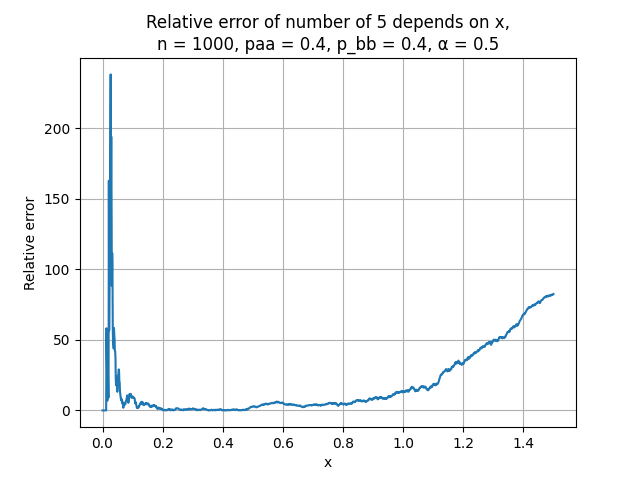 Relative error of number of 5 depends on x,
n = 1000, paa = 0.4, p_bb = 0.4, α = 0.5
Relative error
200
150
100
50
0
0.0 0.2 0.4 0.6 0.8 1.0 1.2 1.4
x